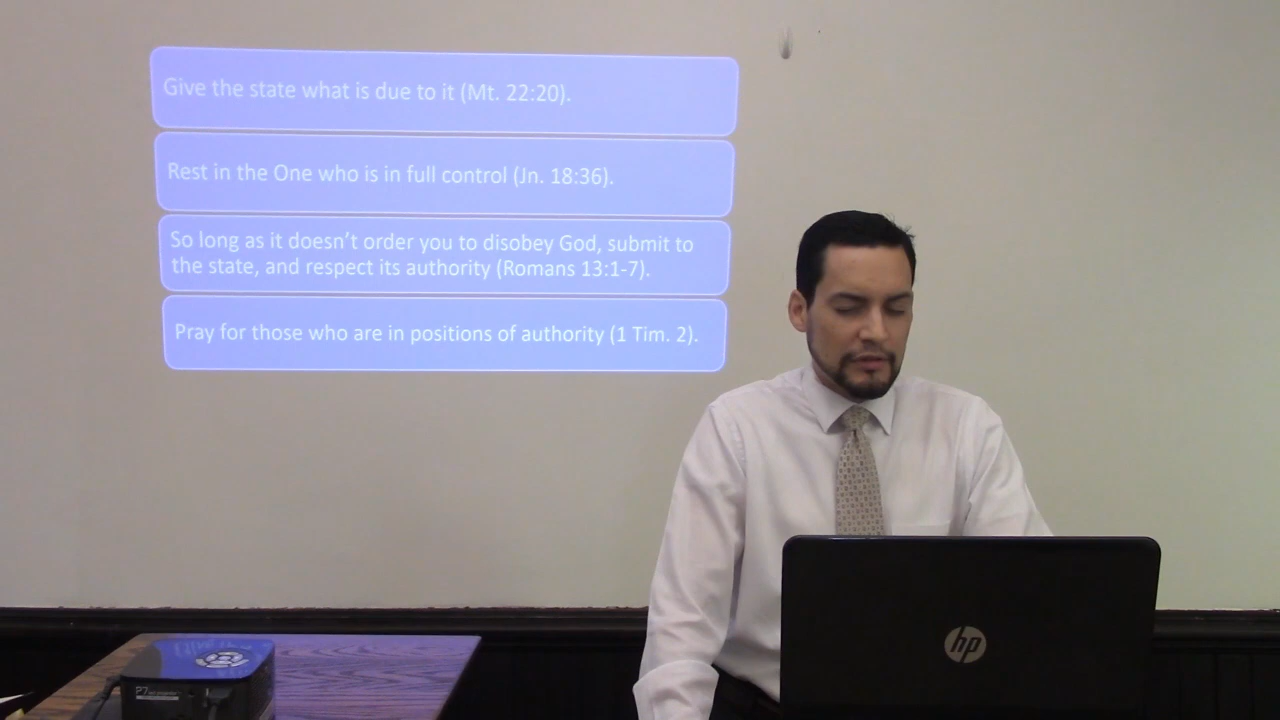 Give the state what is due to it (Mt. 22:20).
Rest in the One who is in full control (Jn. 18:36).
So long as it doesn't order you to disobey God, submit to
the state, and respect its authority (Romans 13:1-7).
Pray for those who are in positions of authority (1 Tim. 2).
hp
P7